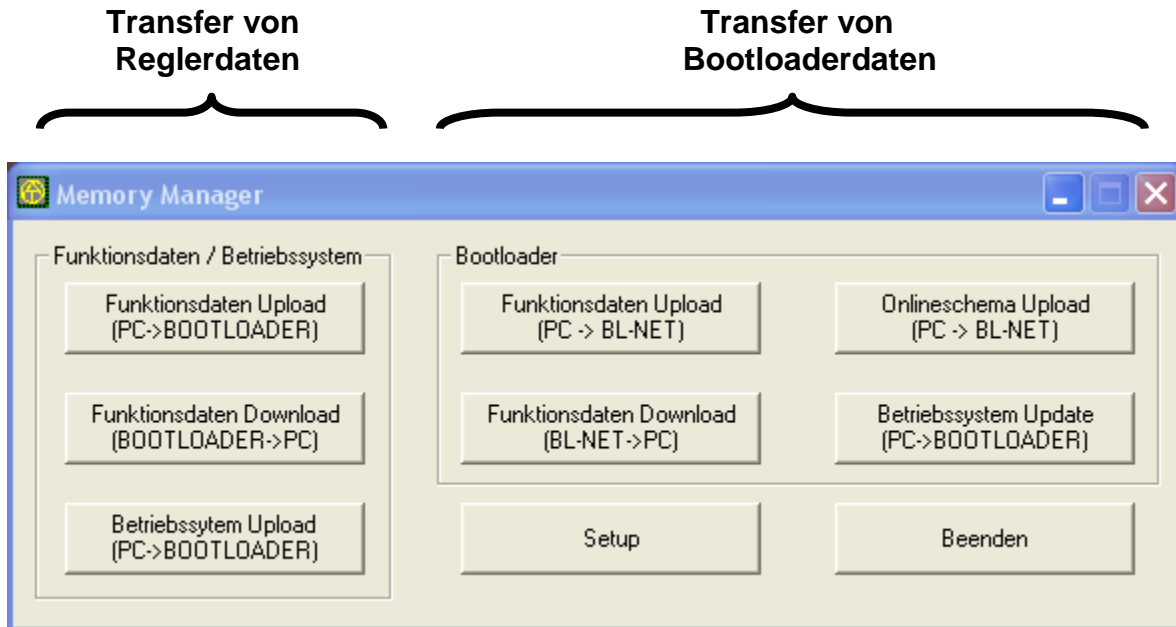 Transfer von
Reglerdaten
Transfer von
Bootloaderdaten
Memory Manager
Funktionsdaten / Betriebssystem
Funktionsdaten Upload
(PC->BOOTLOADER)
Funktionsdaten Download
(BOOTLOADER->PC)
Betriebssytem Upload
(PC->BOOTLOADER)
Bootloader
Funktionsdaten Upload
(PC -> BL-NET)
Onlineschema Upload
(PC -> BL-NET)
Funktionsdaten Download
(BL-NET->PC)
Betriebssystem Update
(PC->BOOTLOADER)
Setup
Beenden